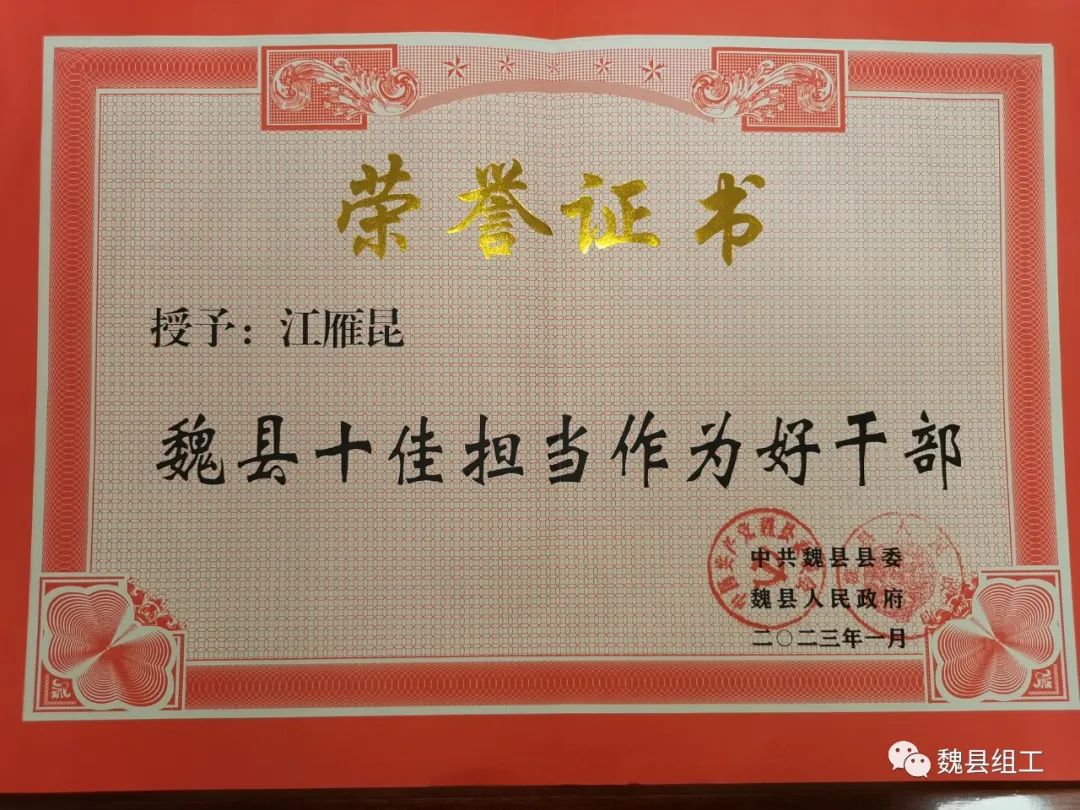 荣誉证书
授予：江雁昆
魏县十佳担当作为好干部
中共魏县县委
魏县人民政府
二〇二三年一月
魏县组工